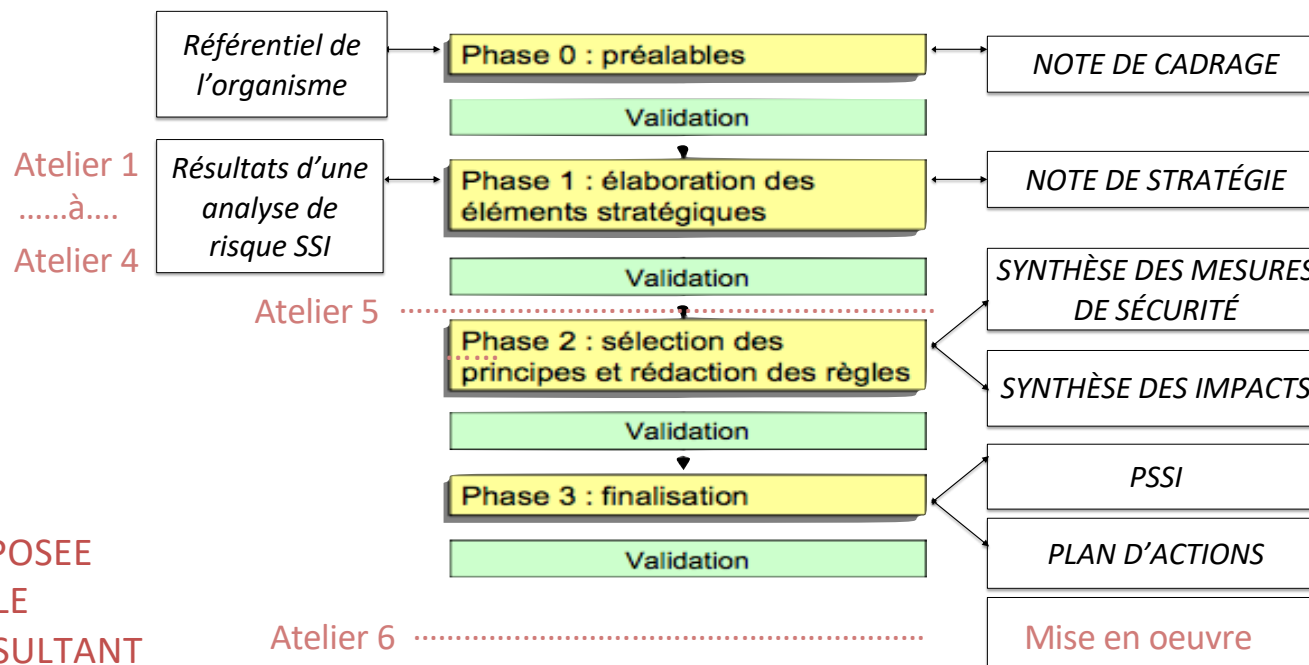 Référentiel de
l'organisme
Phase 0 : préalables
NOTE DE CADRAGE
Validation
Atelier 1
......à....
Atelier 4
Résultats d'une
analyse de
risque SSI
Phase 1 : élaboration des
éléments stratégiques
NOTE DE STRATÉGIE
Validation
Atelier 5
SYNTHÈSE DES MESURES
DE SÉCURITÉ
Phase 2 : sélection des
principes et rédaction des règles
SYNTHÈSE DES IMPACTS
Validation
Phase 3 : finalisation
PSSI
PLAN D'ACTIONS
Validation
POSEE
LE
SULTANT
Atelier 6
Mise en oeuvre